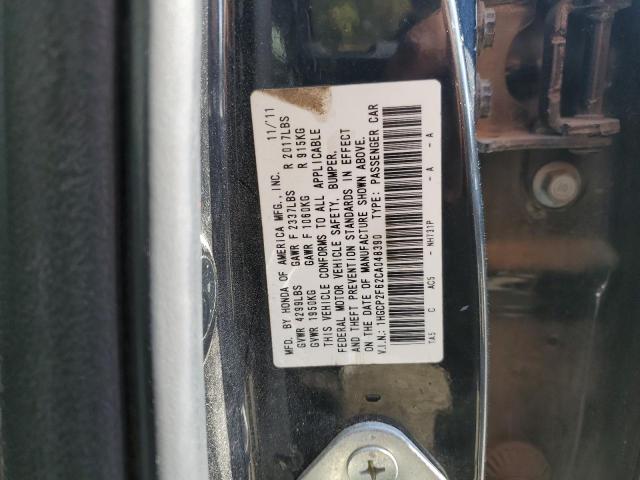 MFD. BY HONDA OF AMERICA MFG., INC. 11/'11
GVWR 4299LBS GAWR F 2337LBS R 2017LBS
GVWR 1950KG GAWR F 1060KG R 915KG
THIS VEHICLE CONFORMS TO ALL APPLICABLE
FEDERAL MOTOR VEHICLE SAFETY, BUMPER,
AND THEFT PREVENTION STANDARDS IN EFFECT
ON THE DATE OF MANUFACTURE SHOWN ABOVE.
V.I.N.: 1HGCP2F62CA048390 TYPE: PASSENGER CAR
TA5 C AC5 - NH731P - A - A